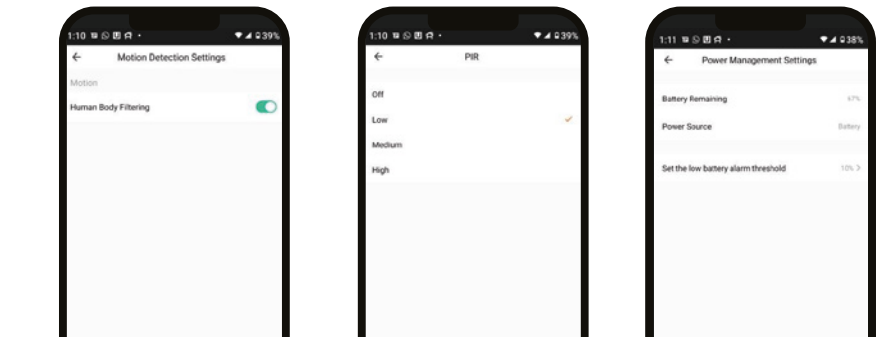 1:10 39%
Motion Detection Settings
Motion
Human Body Filtering
1:10 39%
PIR
Off
Low
Medium
High
1:11 38%
Power Management Settings
Battery Remaining 67%
Power Source Battery
Set the low battery alarm threshold 10%